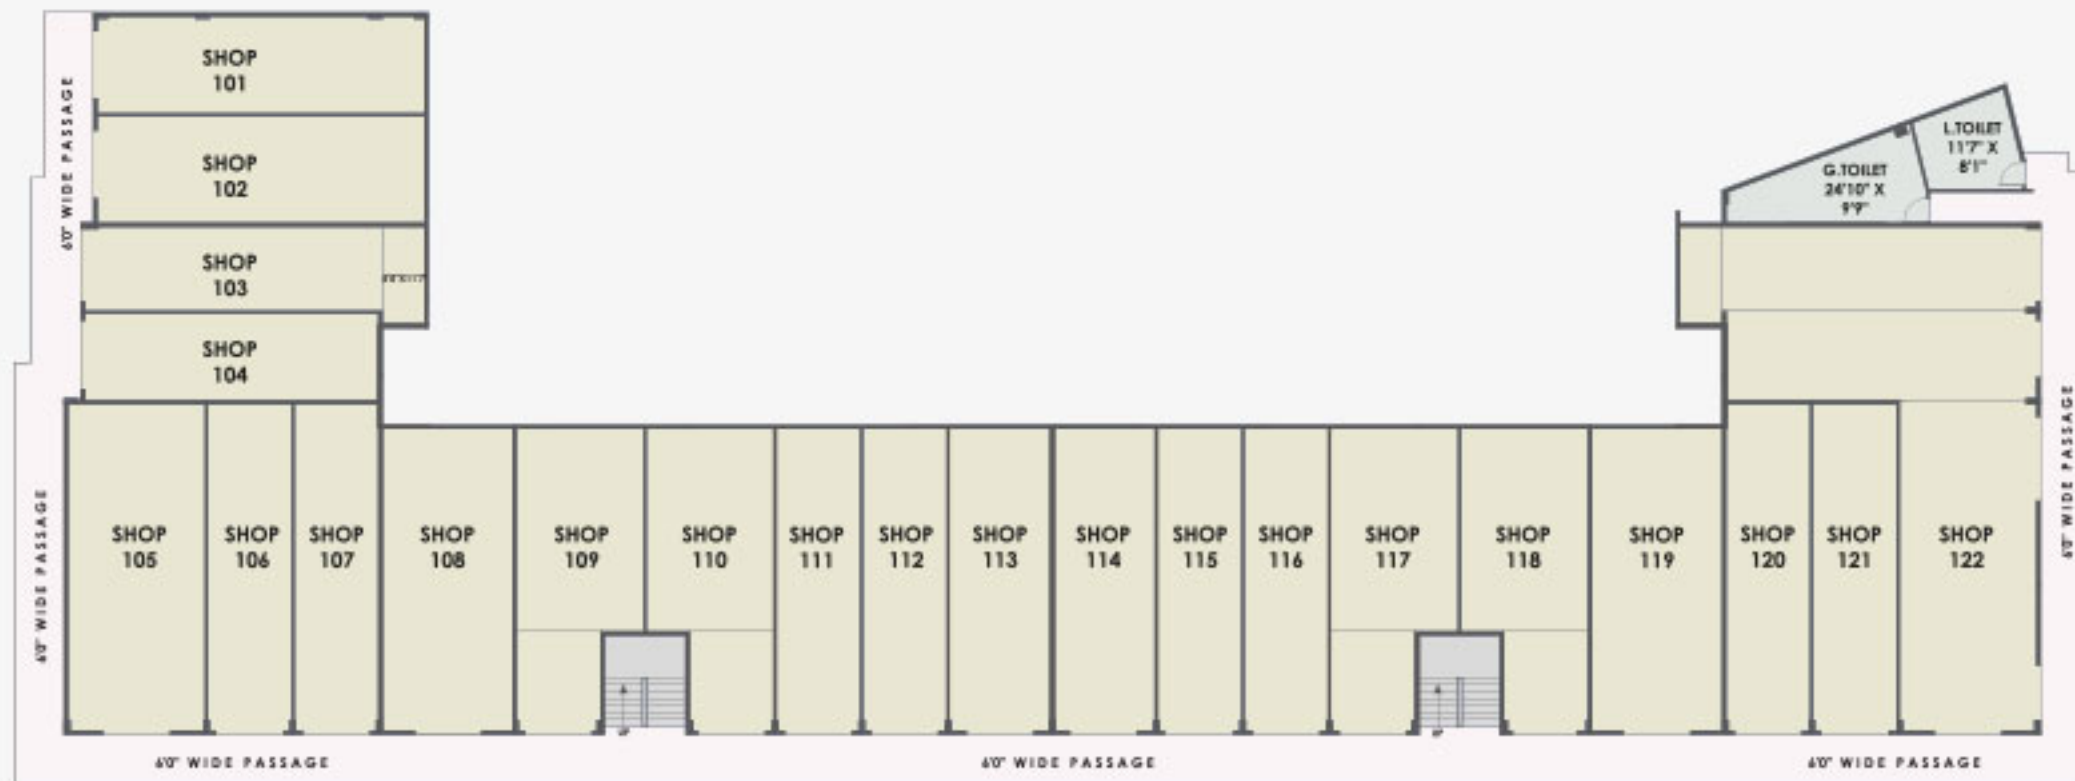 SHOP
101
SHOP
102
SHOP
103
SHOP
104
6'0" WIDE PASSAGE
6'0" WIDE PASSAGE
L.TOILET
11'7" X
8'1"
G.TOILET
24'10" X
9'9"
6'0" WIDE PASSAGE
SHOP
105
SHOP
106
SHOP
107
SHOP
108
SHOP
109
SHOP
110
SHOP
111
SHOP
112
SHOP
113
SHOP
114
SHOP
115
SHOP
116
SHOP
117
SHOP
118
SHOP
119
SHOP
120
SHOP
121
SHOP
122
6'0" WIDE PASSAGE
6'0" WIDE PASSAGE
6'0" WIDE PASSAGE